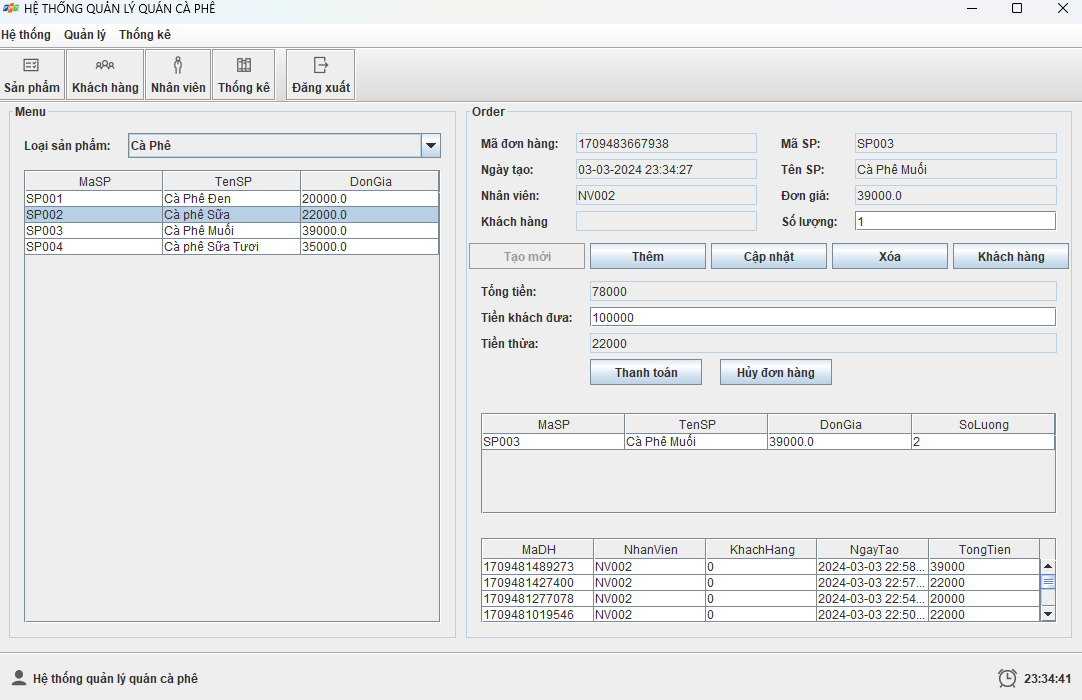 HỆ THỐNG QUẢN LÝ QUÁN CÀ PHÊ
Hệ thống Quản lý Thống kê
Sản phẩm Khách hàng Nhân viên Thống kê Đăng xuất
Menu
Loại sản phẩm: Cà Phê
MaSP TenSP DonGia
SP001 Cà Phê Đen 20000.0
SP002 Cà phê Sữa 22000.0
SP003 Cà Phê Muối 39000.0
SP004 Cà phê Sữa Tươi 35000.0
Order
Mã đơn hàng: 1709483667938 Mã SP: SP003
Ngày tạo: 03-03-2024 23:34:27 Tên SP: Cà Phê Muối
Nhân viên: NV002 Đơn giá: 39000.0
Khách hàng Số lượng: 1
Tạo mới Thêm Cập nhật Xóa Khách hàng
Tổng tiền: 78000
Tiền khách đưa: 100000
Tiền thừa: 22000
Thanh toán Hủy đơn hàng
MaSP TenSP DonGia SoLuong
SP003 Cà Phê Muối 39000.0 2
MaDH NhanVien KhachHang NgayTao TongTien
1709481489273 NV002 0 2024-03-03 22:58... 39000
1709481427400 NV002 0 2024-03-03 22:57... 22000
1709481277078 NV002 0 2024-03-03 22:54... 20000
1709481019546 NV002 0 2024-03-03 22:50... 22000
Hệ thống quản lý quán cà phê 23:34:41